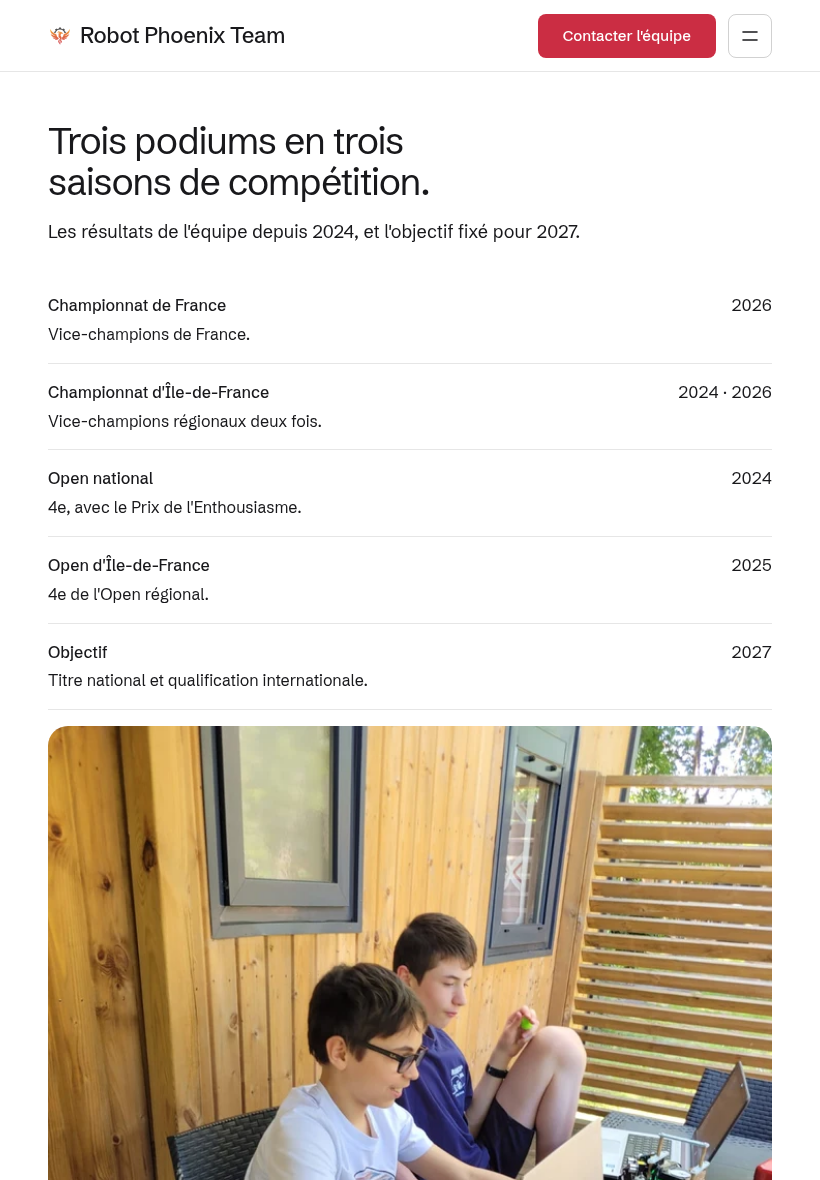 Robot Phoenix Team
Contacter l'équipe
Trois podiums en trois
saisons de compétition.
Les résultats de l'équipe depuis 2024, et l'objectif fixé pour 2027.
Championnat de France 2026
Vice-champions de France.
Championnat d'Île-de-France 2024 · 2026
Vice-champions régionaux deux fois.
Open national 2024
4e, avec le Prix de l'Enthousiasme.
Open d'Île-de-France 2025
4e de l'Open régional.
Objectif 2027
Titre national et qualification internationale.